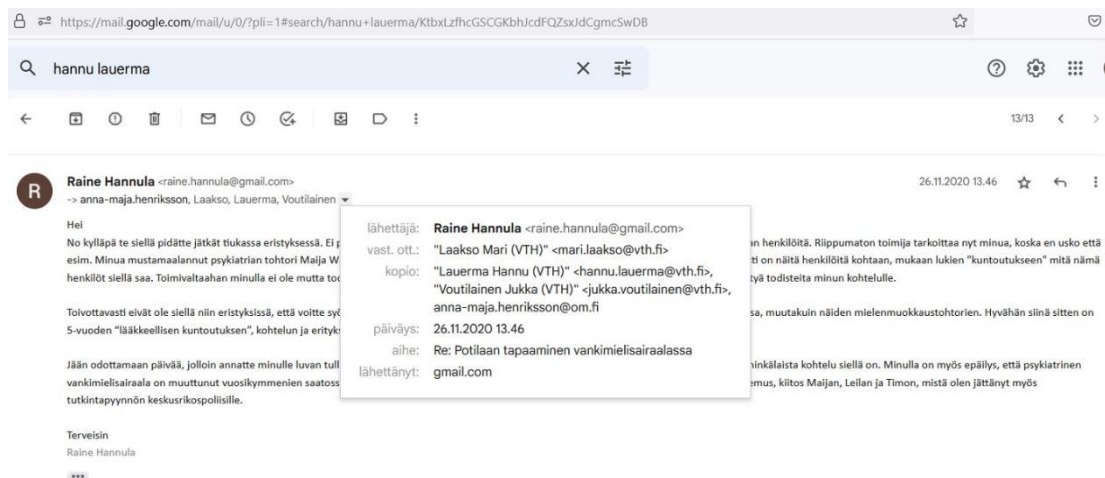 https://mail.google.com/mail/u/0/?pli=1#search/hannu+lauerma/KtbxLzfhcGSCGKbhJcdFQZsxJdCgmcSwDB
hannu lauerma
13/13
R
Raine Hannula <raine.hannula@gmail.com>
26.11.2020 13.46
-> anna-maja.henriksson, Laakso, Lauerma, Voutilainen
Hei
No kylläpä te siellä pidätte jätkät tiukassa eristyksessä. Ei
an henkilöitä. Riippumaton toimija tarkoittaa nyt minua, koska en usko että
esim. Minua mustamaalannut psykiatrian tohtori Maija W
on näitä henkilöitä kohtaan, mukaan lukien "kuntoutukseen" mitä nämä
henkilöt siellä saa. Toimivaltaahan minulla ei ole mutta
todisteita minun kohtelulle.
Toivottavasti eivät ole siellä niin eristyksissä, että voitte
muutakuin näiden mielenmuokkaustohtorien. Hyvähän siinä sitten on
5-vuoden "lääkkeellisen kuntoutuksen", kohtelun ja
Jään odottamaan päivää, jolloin annatte minulle luvan
kohtelu siellä on. Minulla on myös epäilys, että psykiatrinen
vankimielisairaala on muuttunut vuosikymmenien saatoss
kiitos Maijan, Leilan ja Timon, mistä olen jättänyt myös
tutkintapyynnön keskusrikospoliisille.
Terveisin
Raine Hannula
lähettäjä: Raine Hannula <raine.hannula@gmail.com>
vast. ott.: "Laakso Mari (VTH)" <mari.laakso@vth.fi>
kopio: "Lauerma Hannu (VTH)" <hannu.lauerma@vth.fi>,
"Voutilainen Jukka (VTH)" <jukka.voutilainen@vth.fi>,
anna-maja.henriksson@om.fi
päiväys: 26.11.2020 13.46
aihe: Re: Potilaan tapaaminen vankimielisairaalassa
lähettänyt: gmail.com